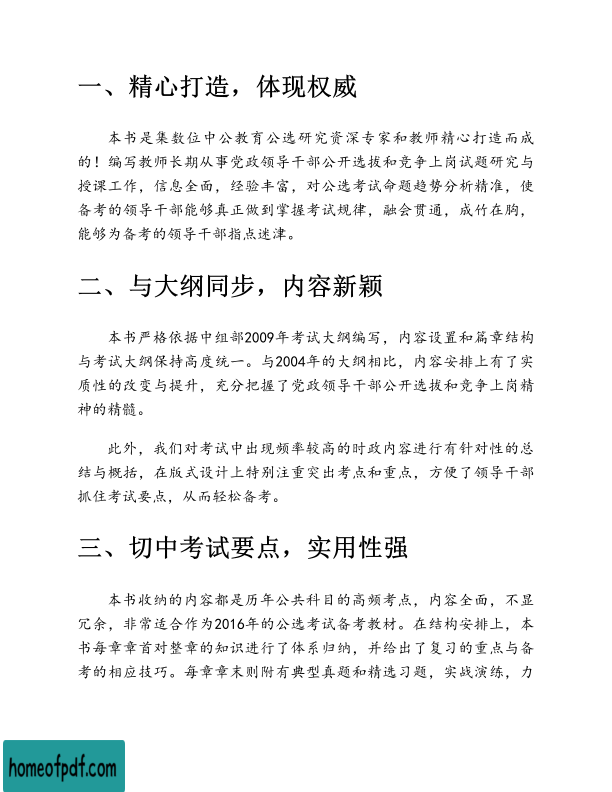 一、精心打造，体现权威
本书是集数位中公教育公选研究资深专家和教师精心打造而成
的！编写教师长期从事党政领导干部公开选拔和竞争上岗试题研究与
授课工作，信息全面，经验丰富，对公选考试命题趋势分析精准，使
备考的领导干部能够真正做到掌握考试规律，融会贯通，成竹在胸，
能够为备考的领导干部指点迷津。
二、与大纲同步，内容新颖
本书严格依据中组部2009年考试大纲编写，内容设置和篇章结构
与考试大纲保持高度统一。与2004年的大纲相比，内容安排上有了实
质性的改变与提升，充分把握了党政领导干部公开选拔和竞争上岗精
神的精髓。
此外，我们对考试中出现频率较高的时政内容进行有针对性的总
结与概括，在版式设计上特别注重突出考点和重点，方便了领导干部
抓住考试要点，从而轻松备考。
三、切中考试要点，实用性强
本书收纳的内容都是历年公共科目的高频考点，内容全面，不显
冗余，非常适合作为2016年的公选考试备考教材。在结构安排上，本
书每章章首对整章的知识进行了体系归纳，并给出了复习的重点与备
考的相应技巧。每章章末则附有典型真题和精选习题，实战演练，力
homeofpdf.com